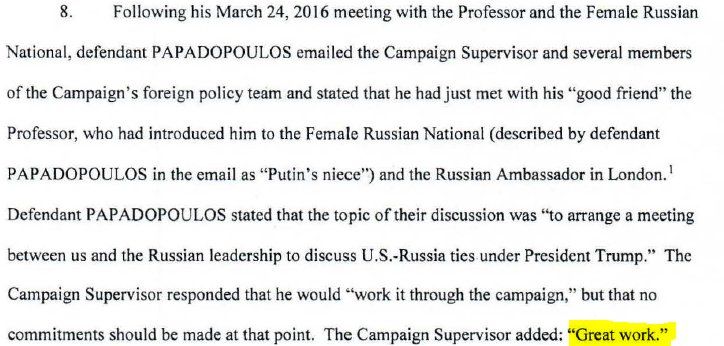 8. Following his March 24, 2016 meeting with the Professor and the Female Russian
National, defendant PAPADOPOULOS emailed the Campaign Supervisor and several members
of the Campaign’s foreign policy team and stated that he had just met with his “good friend” the
Professor, who had introduced him to the Female Russian National (described by defendant
PAPADOPOULOS in the email as “Putin’s niece”) and the Russian Ambassador in London.¹
Defendant PAPADOPOULOS stated that the topic of their discussion was “to arrange a meeting
between us and the Russian leadership to discuss U.S.-Russia ties under President Trump.” The
Campaign Supervisor responded that he would “work it through the campaign,” but that no
commitments should be made at that point. The Campaign Supervisor added: “Great work.”